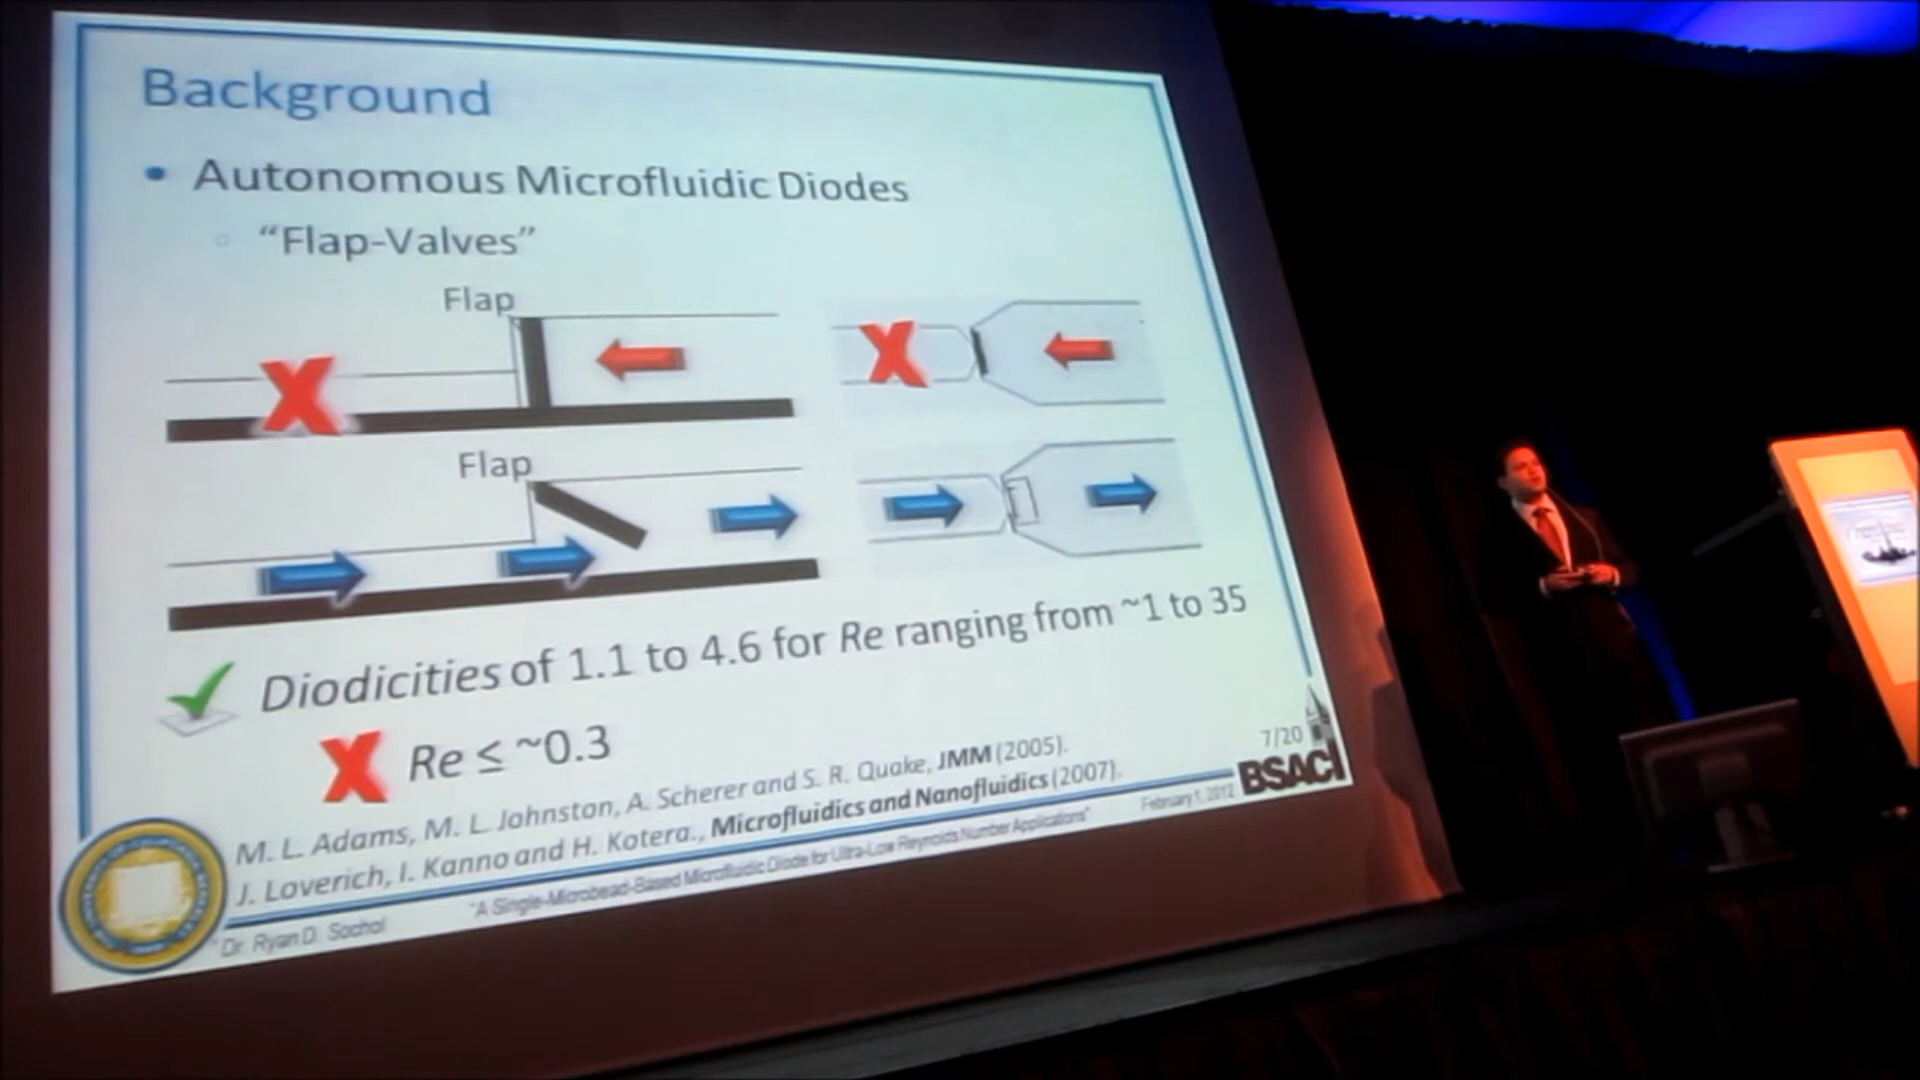 Background
• Autonomous Microfluidic Diodes
○ “Flap-Valves”
Flap
X X
Flap
Diodicities of 1.1 to 4.6 for Re ranging from ~1 to 35
X Re ≤ ~0.3
M. L. Adams, M. L. Johnston, A. Scherer and S. R. Quake, JMM (2005).
J. Loverich, I. Kanno and H. Kotera., Microfluidics and Nanofluidics (2007).
7/20
BSAC
Dr. Ryan D. Sochol
"A Single-Microbead-Based Microfluidic Diode for Ultra-Low Reynolds Number Applications"
February 1, 2012